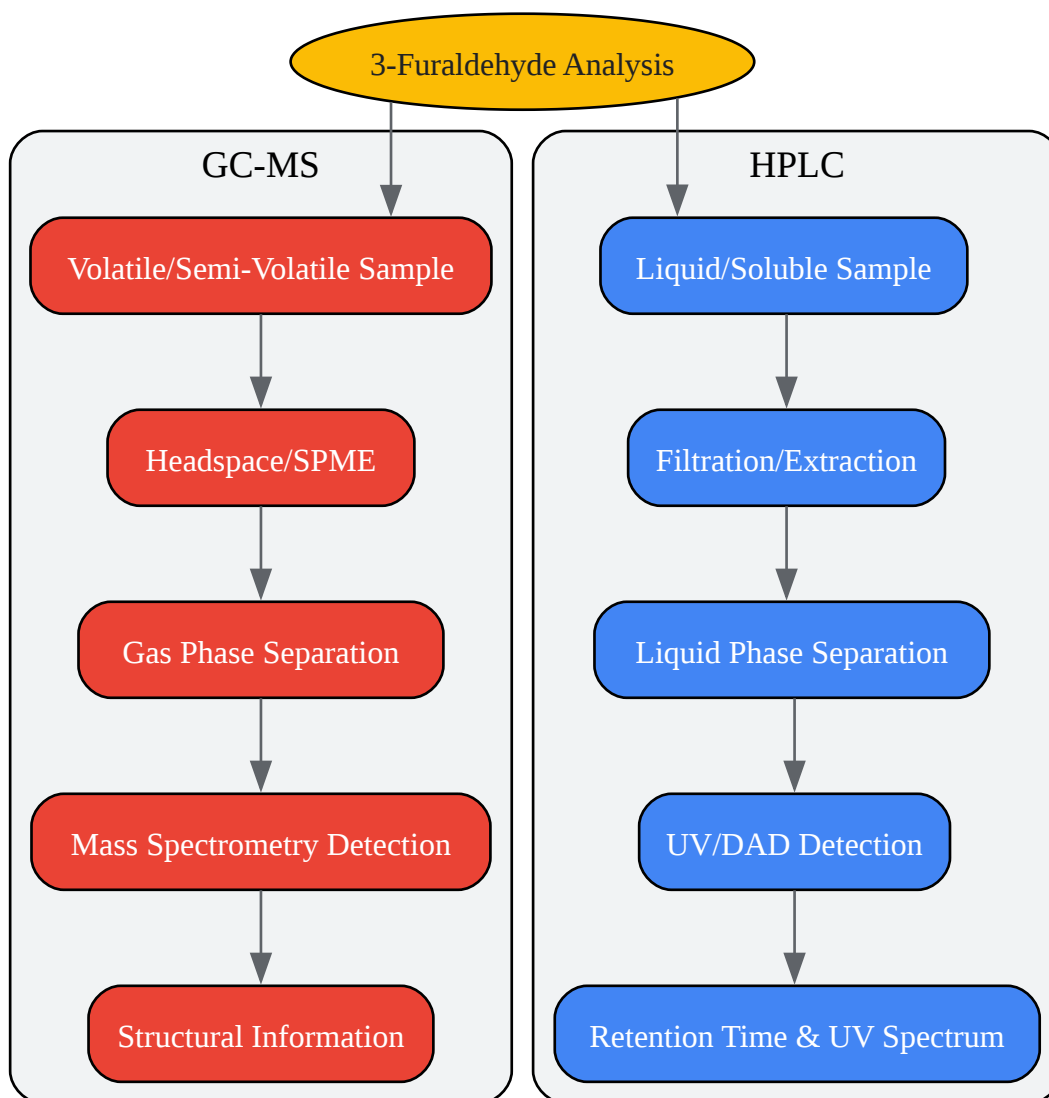 3-Furaldehyde Analysis
GC-MS
Volatile/Semi-Volatile Sample
Headspace/SPME
Gas Phase Separation
Mass Spectrometry Detection
Structural Information
HPLC
Liquid/Soluble Sample
Filtration/Extraction
Liquid Phase Separation
UV/DAD Detection
Retention Time & UV Spectrum